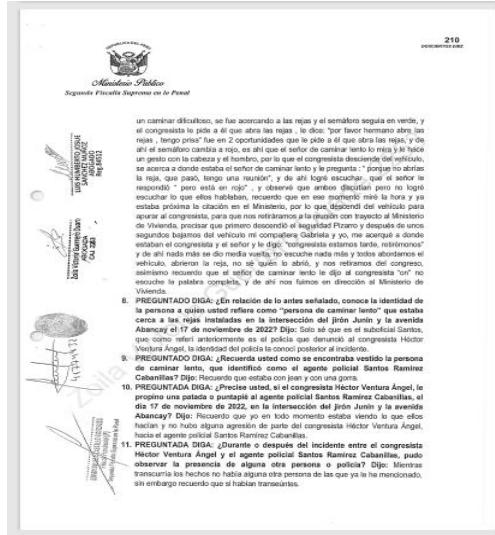 210
DOSCIENTOS DIEZ
REPUBLICA DEL PERU
Ministerio Público
Segunda Fiscalía Suprema en lo Penal
un caminar dificultoso, se fue acercando a las rejas y el semáforo seguía en verde, y
el congresista le pide a él que abra las rejas , le dice: "por favor hermano abre las
rejas , tengo prisa" fue en 2 oportunidades que le pide a él que abra las rejas, y de
ahí el semáforo cambia a rojo, es ahí que el señor de caminar lento lo mira y le hace
un gesto con la cabeza y el hombro, por lo que el congresista desciende del vehículo,
se acerca a donde estaba el señor de caminar lento y le pregunta : " porque no abrías
la reja, que pasó, tengo una reunión", y de ahí logré escuchar que el señor le
respondió " pero está en rojo" , y observé que ambos discutían pero no logré
escuchar lo que ellos hablaban, recuerdo que en ese momento miré la hora y ya
estaba próxima la citación en el Ministerio, por lo que descendí del vehículo para
apurar al congresista, para que nos retiráramos a la reunión con trayecto al Ministerio
de Vivienda, precisar que primero descendió el seguridad Pizarro y después de unos
segundos bajamos del vehículo mi compañera Gabriela y yo, me acerqué a donde
estaban el congresista y el señor y le dije: "congresista estamos tarde, retirémonos"
y de ahí nada más se dio media vuelta no escuche nada más y todos abordamos el
vehículo, abrieron la reja, no sé quién lo abrió, y nos retiramos del congreso,
asimismo recuerdo que el señor de caminar lento le dijo al congresista "on" no
escuche la palabra completa, y de ahí nos fuimos en dirección al Ministerio de
Vivienda.
8. PREGUNTADO DIGA: ¿En relación de lo antes señalado, conoce la identidad de
la persona a quien usted refiere como "persona de caminar lento" que estaba
cerca a las rejas instaladas en la intersección del jirón Junín y la avenida
Abancay el 17 de noviembre de 2022? Dijo: Solo sé que es el suboficial Santos,
que como referí anteriormente es el policía que denunció al congresista Héctor
Ventura Ángel, la identidad del policía la conocí posterior al incidente.
9. PREGUNTADO DIGA: ¿Recuerda usted como se encontraba vestido la persona
de caminar lento, que identificó como el agente policial Santos Ramírez
Cabanillas? Dijo: Recuerdo que estaba con jean y con una gorra.
10. PREGUNTADA DIGA: ¿Precise usted, si el congresista Héctor Ventura Ángel, le
propino una patada o puntapié al agente policial Santos Ramírez Cabanillas, el
día 17 de noviembre de 2022, en la intersección del jirón Junín y la avenida
Abancay? Dijo: Recuerdo que yo en todo momento estaba viendo lo que ellos
hacían y no hubo alguna agresión de parte del congresista Héctor Ventura Ángel,
hacia el agente policial Santos Ramírez Cabanillas.
11. PREGUNTADA DIGA: ¿Durante o después del incidente entre el congresista
Héctor Ventura Ángel y el agente policial Santos Ramírez Cabanillas, pudo
observar la presencia de alguna otra persona o policía? Dijo: Mientras
transcurría los hechos no había alguna otra persona de las que ya le he mencionado,
sin embargo recuerdo que sí habían transeúntes.
LUIS HUMBERTO JOSUE
SANCHEZ MUÑOZ
ABOGADO
Zoila Victoria Guerrero Duani
ABOGADA